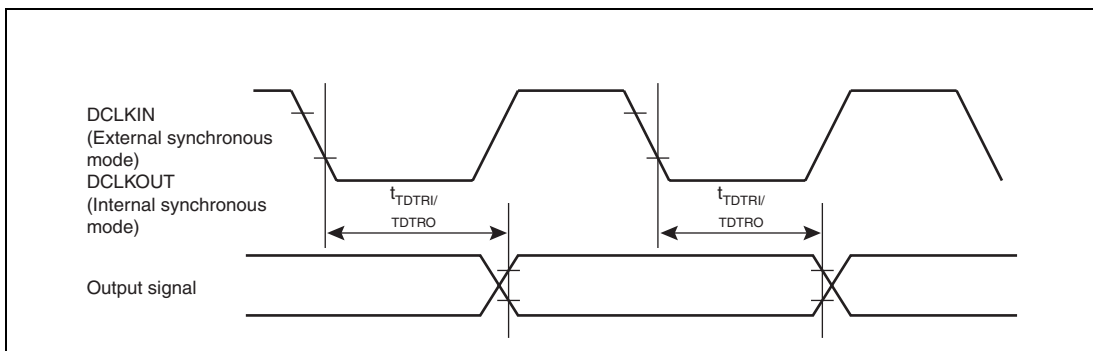 DCLKIN
(External synchronous
mode)
DCLKOUT
(Internal synchronous
mode)
tTDTRI/
TDTRO
tTDTRI/
TDTRO
Output signal